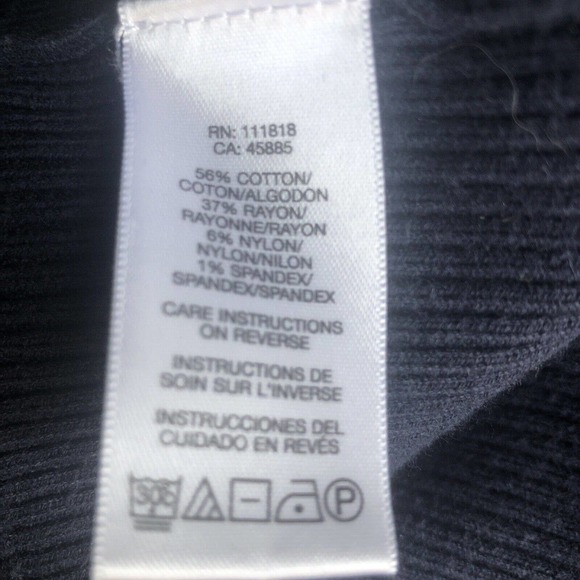 RN: 111818
CA: 45885
56% COTTON/
COTON/ALGODON
37% RAYON/
RAYONNE/RAYON
6% NYLON/
NYLON/NILON
1% SPANDEX/
SPANDEX/SPANDEX
CARE INSTRUCTIONS
ON REVERSE
INSTRUCTIONS DE
SOIN SUR L'INVERSE
INSTRUCCIONES DEL
CUIDADO EN REVÉS
30c P